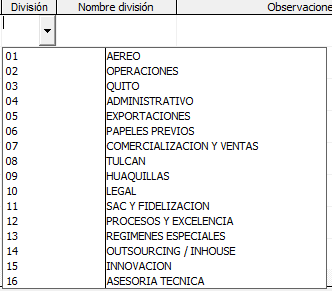 División Nombre división Observacione
01 AEREO
02 OPERACIONES
03 QUITO
04 ADMINISTRATIVO
05 EXPORTACIONES
06 PAPELES PREVIOS
07 COMERCIALIZACION Y VENTAS
08 TULCAN
09 HUAQUILLAS
10 LEGAL
11 SAC Y FIDELIZACION
12 PROCESOS Y EXCELENCIA
13 REGIMENES ESPECIALES
14 OUTSOURCING / INHOUSE
15 INNOVACION
16 ASESORIA TECNICA